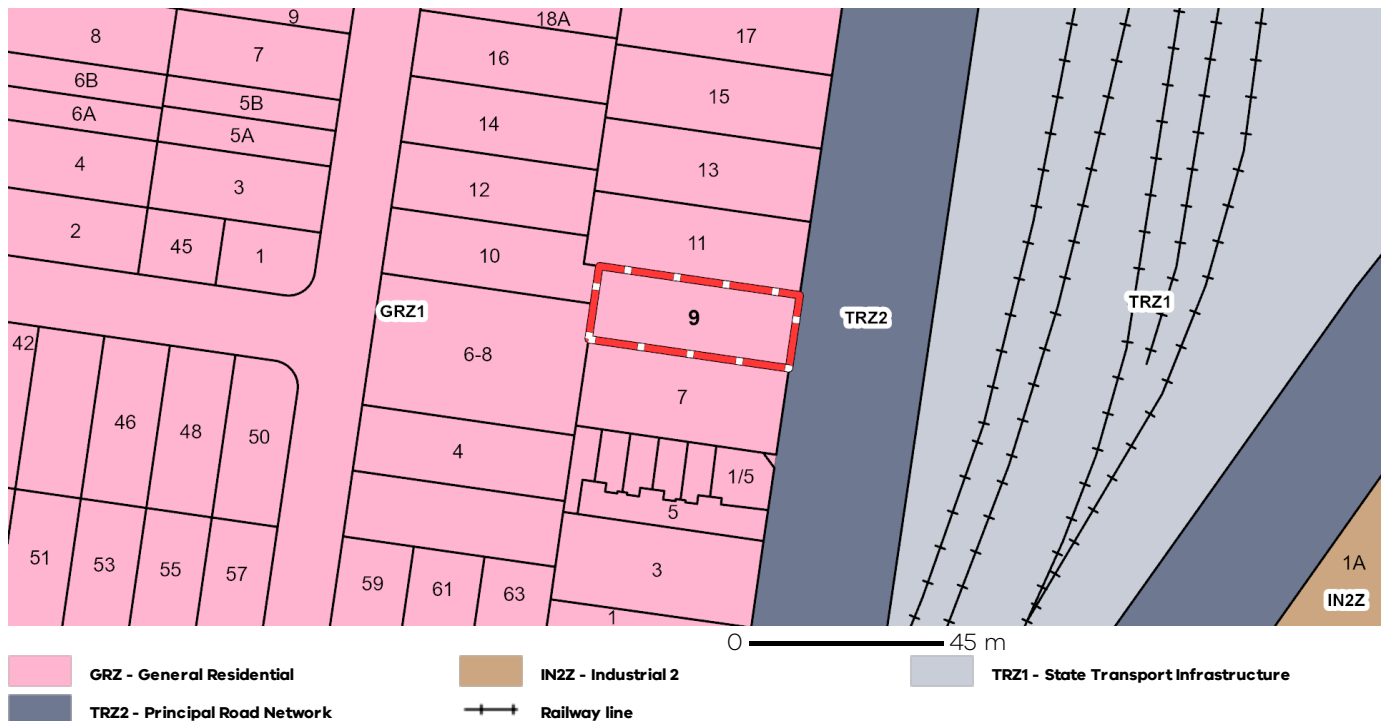 9
18A
17
8
7
16
6B
5B
15
6A
5A
14
4
3
13
12
2
45
1
10
11
GRZ1
9
TRZ2
TRZ1
42
6-8
7
46
48
50
4
1/5
5
51
53
55
57
59
61
63
3
1
1A
IN2Z
0 45 m
GRZ - General Residential
IN2Z - Industrial 2
TRZ1 - State Transport Infrastructure
TRZ2 - Principal Road Network
Railway line